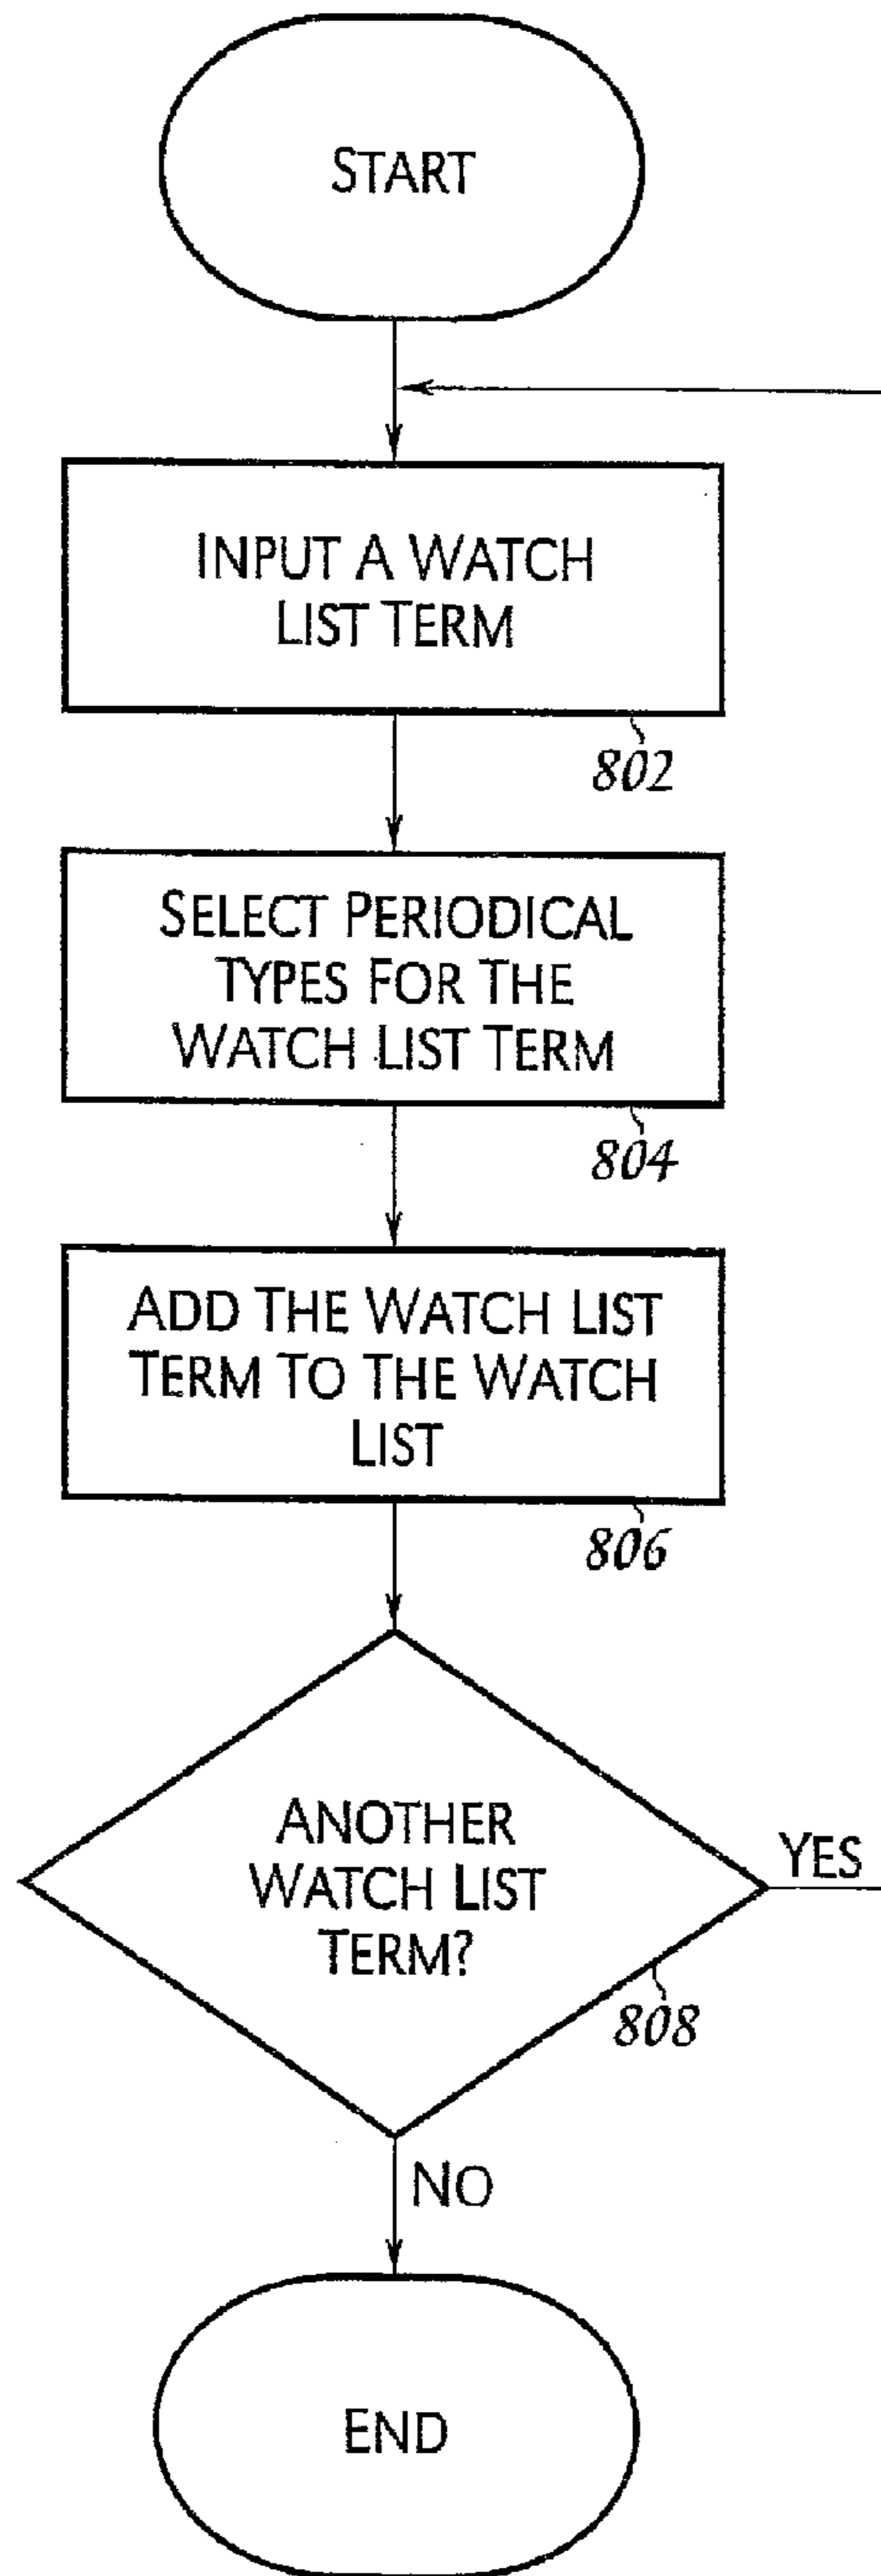 START
INPUT A WATCH
LIST TERM
802
SELECT PERIODICAL
TYPES FOR THE
WATCH LIST TERM
804
ADD THE WATCH LIST
TERM TO THE WATCH
LIST
806
ANOTHER
WATCH LIST
TERM?
YES
808
NO
END